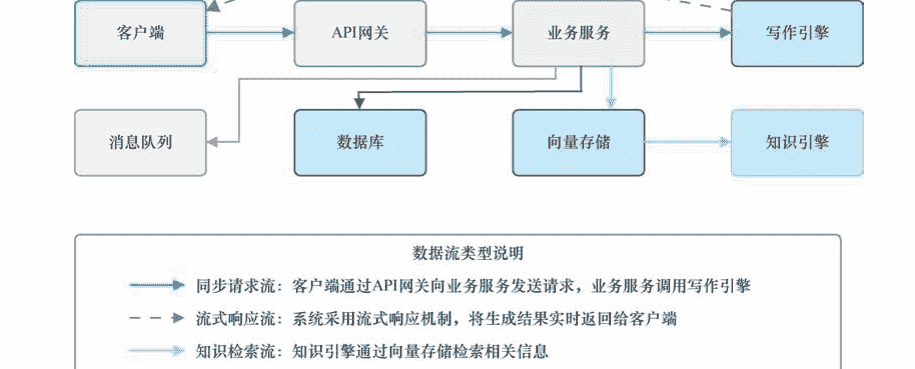 客户端
API网关
业务服务
写作引擎
消息队列
数据库
向量存储
知识引擎
数据流类型说明
同步请求流：客户端通过API网关向业务服务发送请求，业务服务调用写作引擎
流式响应流：系统采用流式响应机制，将生成结果实时返回给客户端
知识检索流：知识引擎通过向量存储检索相关信息